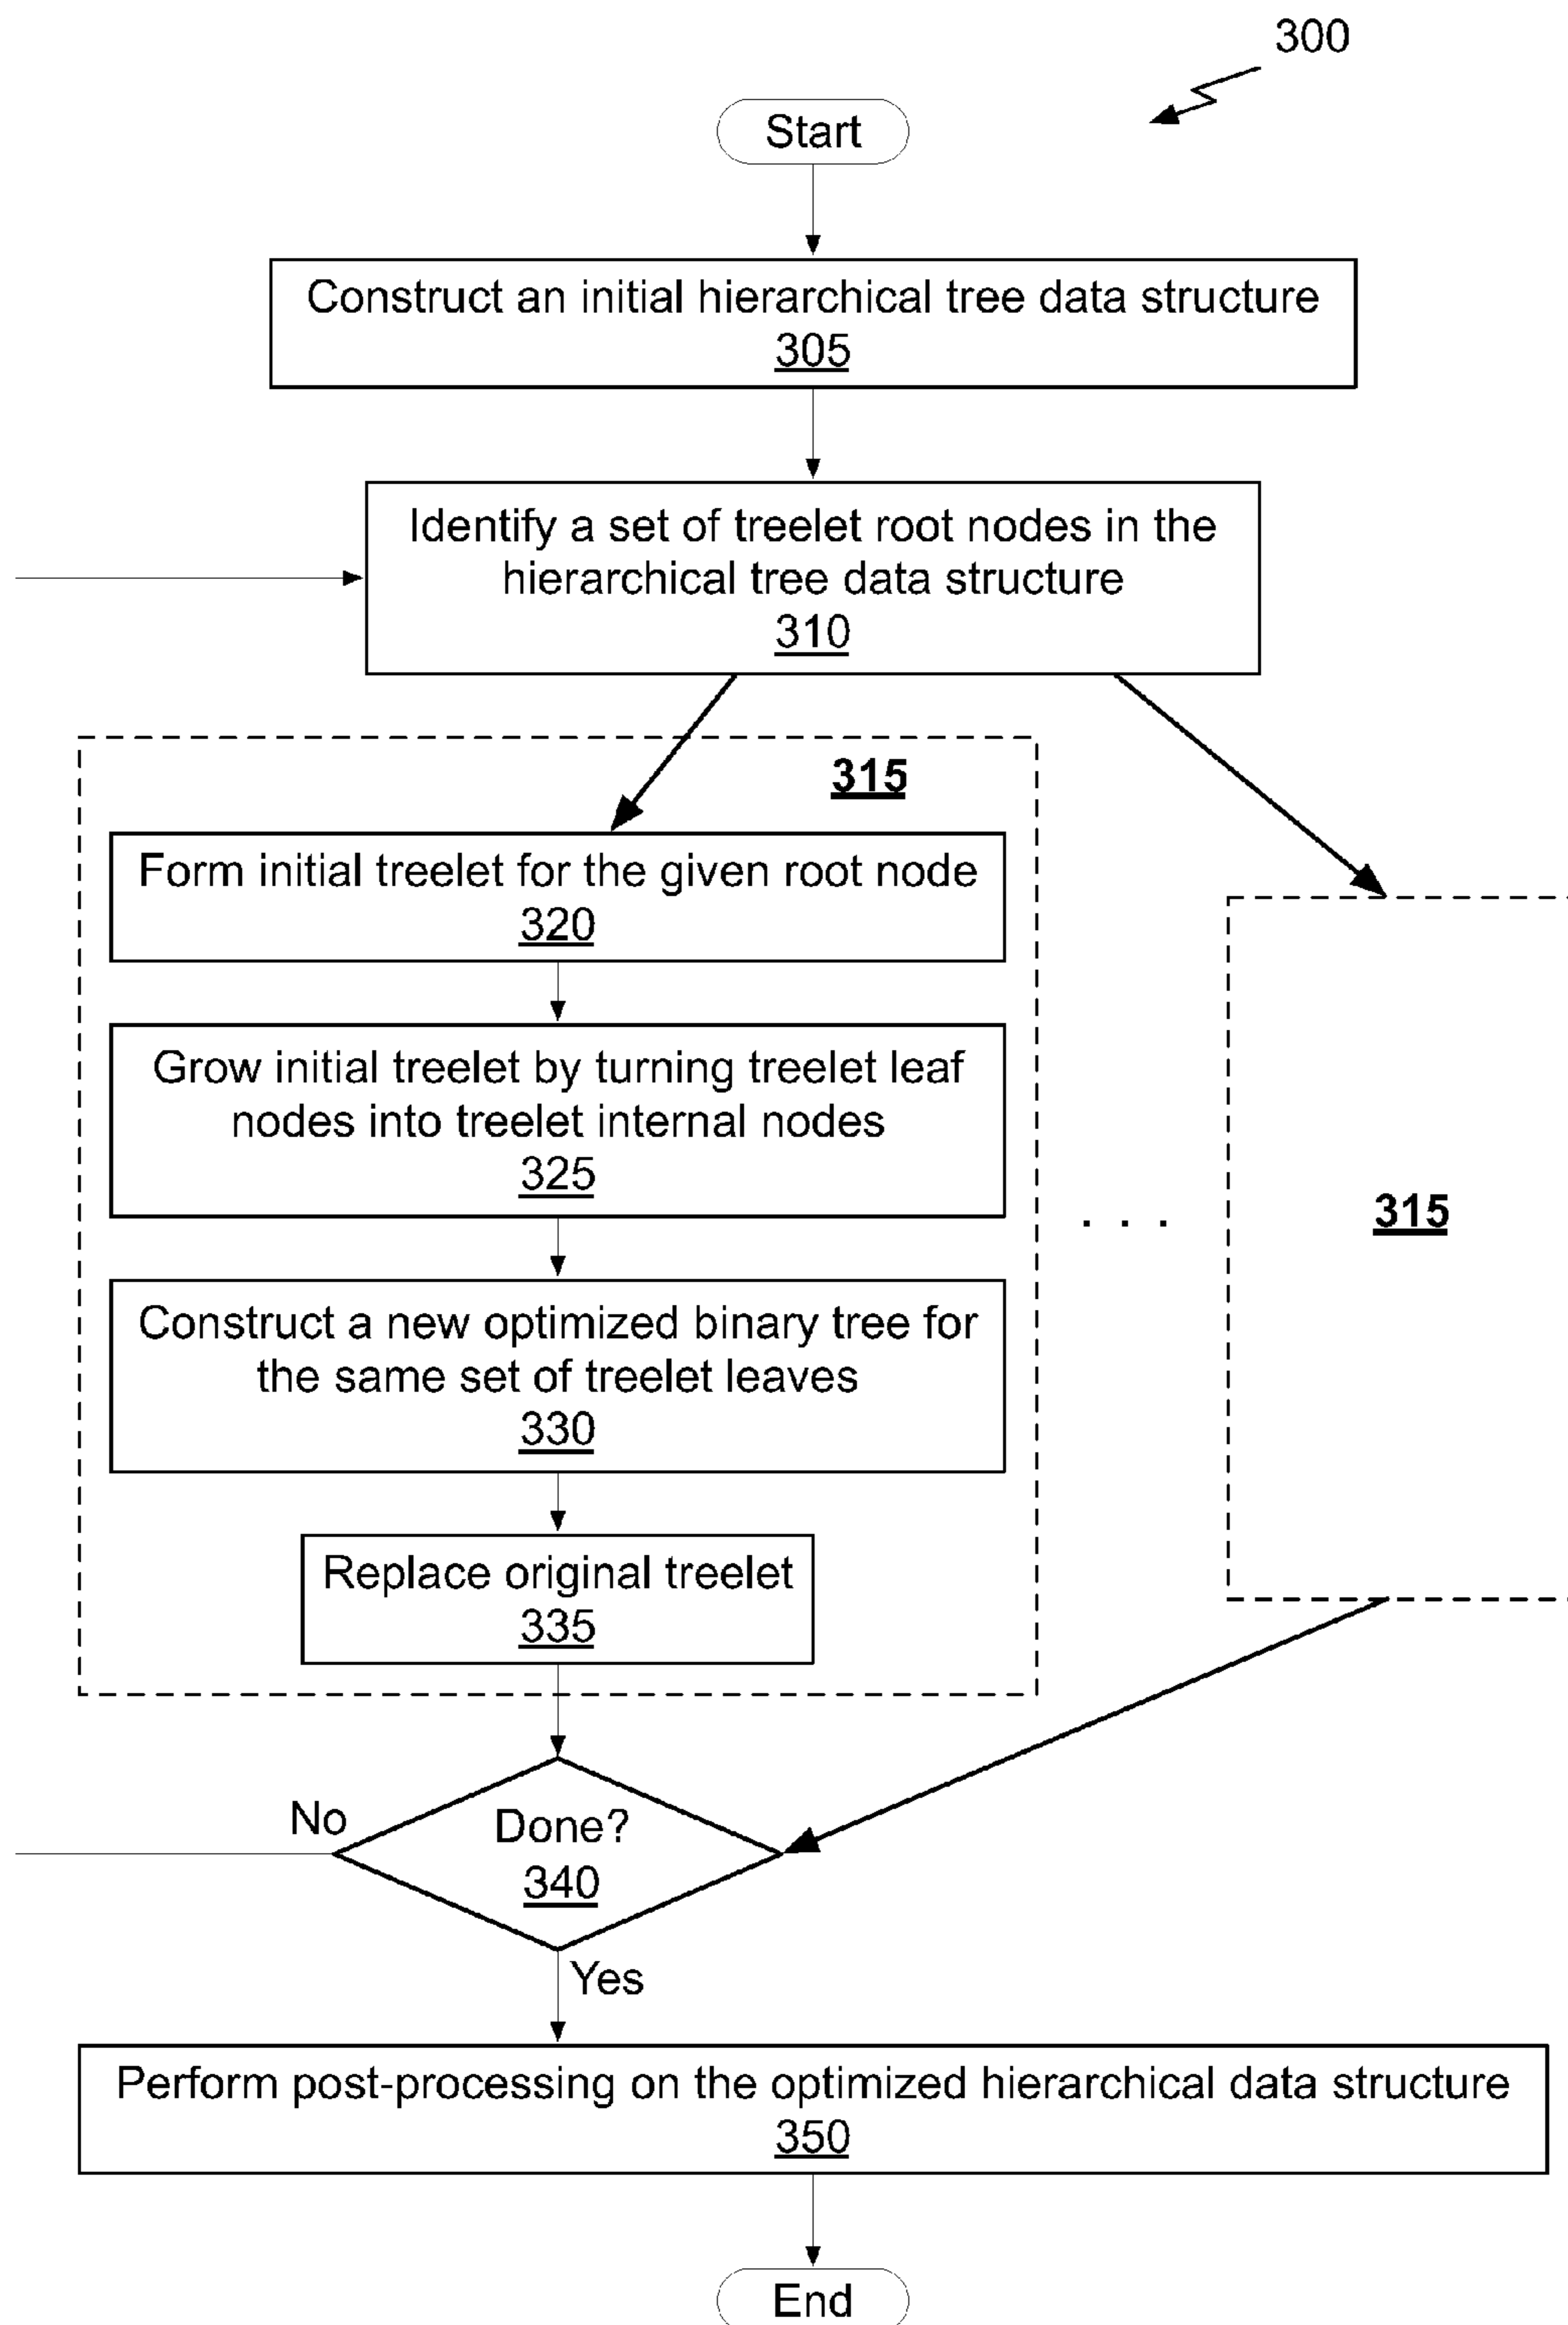 300
Start
Construct an initial hierarchical tree data structure
305
Identify a set of treelet root nodes in the
hierarchical tree data structure
310
315
Form initial treelet for the given root node
320
Grow initial treelet by turning treelet leaf
nodes into treelet internal nodes
325
. . .
315
Construct a new optimized binary tree for
the same set of treelet leaves
330
Replace original treelet
335
No
Done?
340
Yes
Perform post-processing on the optimized hierarchical data structure
350
End